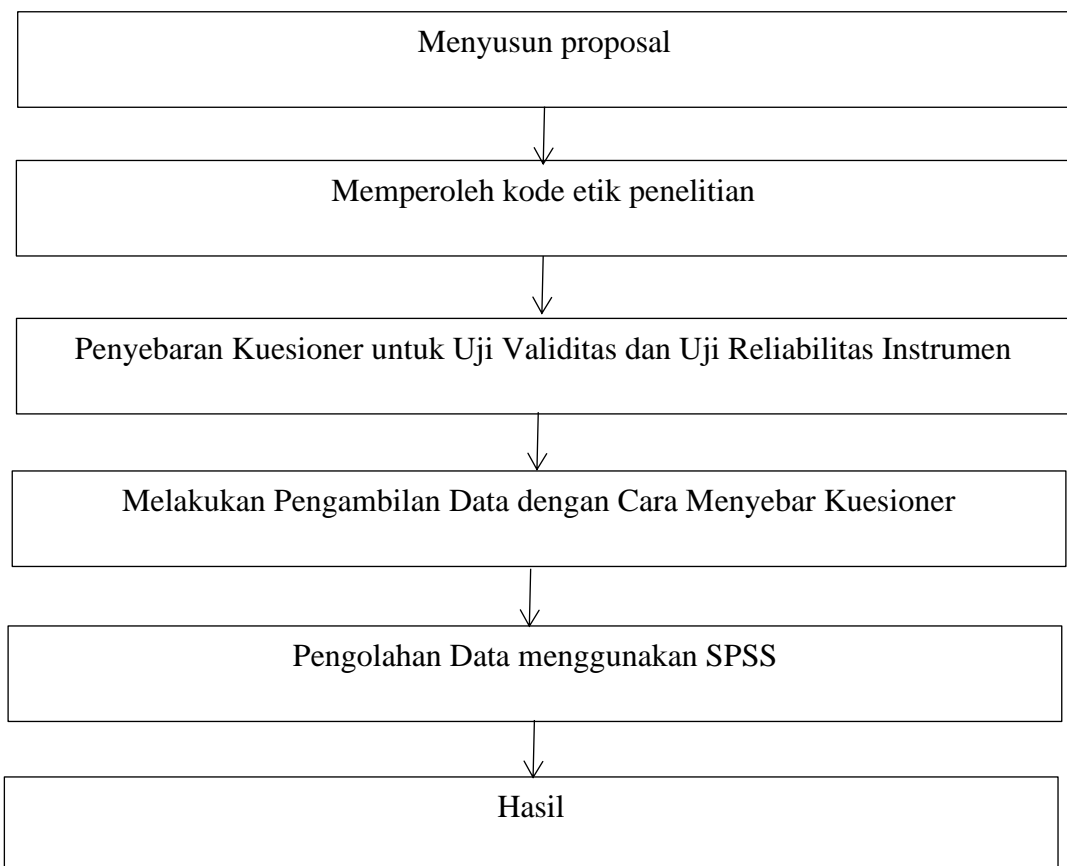 Menyusun proposal
Memperoleh kode etik penelitian
Penyebaran Kuesioner untuk Uji Validitas dan Uji Reliabilitas Instrumen
Melakukan Pengambilan Data dengan Cara Menyebar Kuesioner
Pengolahan Data menggunakan SPSS
Hasil